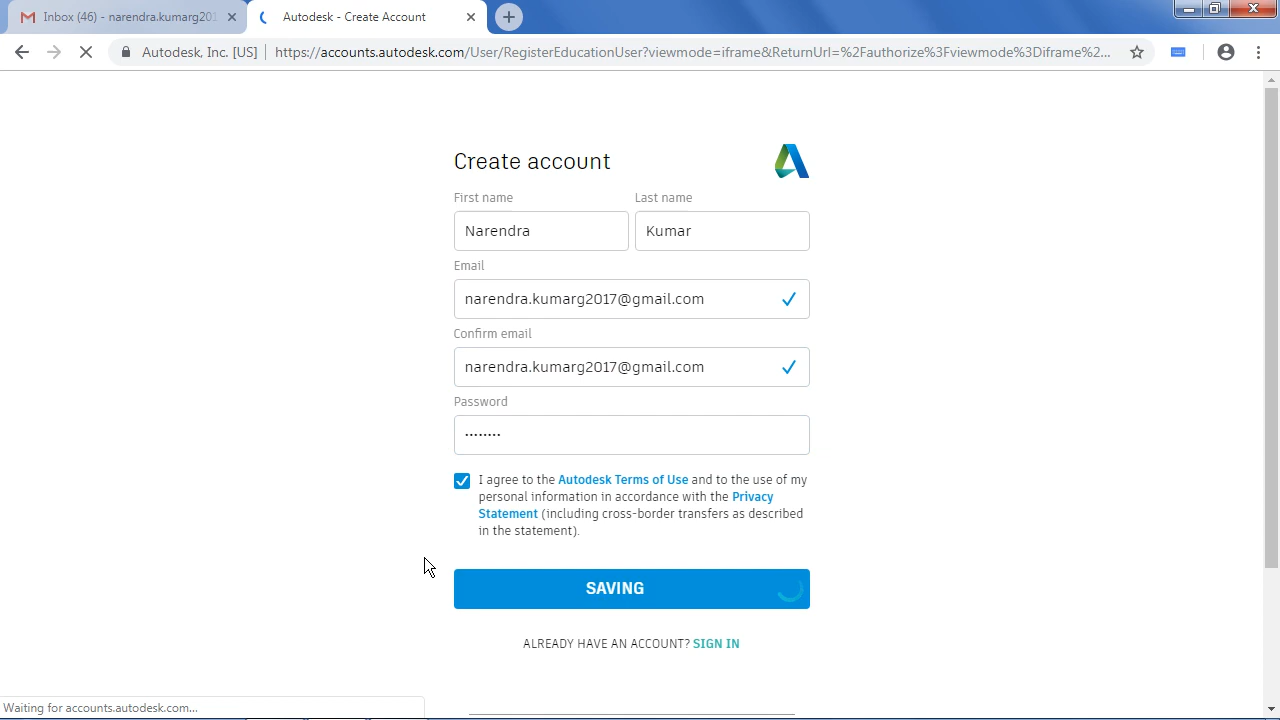 Inbox (46) - narendra.kumarg201
Autodesk - Create Account
Autodesk, Inc. [US]
https://accounts.autodesk.com/User/RegisterEducationUser?viewmode=iframe&ReturnUrl=%2Fauthorize%3Fviewmode%3Diframe%2...
Create account
First name
Last name
Narendra
Kumar
Email
narendra.kumarg2017@gmail.com
Confirm email
narendra.kumarg2017@gmail.com
Password
••••••••
I agree to the Autodesk Terms of Use and to the use of my
personal information in accordance with the Privacy
Statement (including cross-border transfers as described
in the statement).
SAVING
ALREADY HAVE AN ACCOUNT? SIGN IN
Waiting for accounts.autodesk.com...